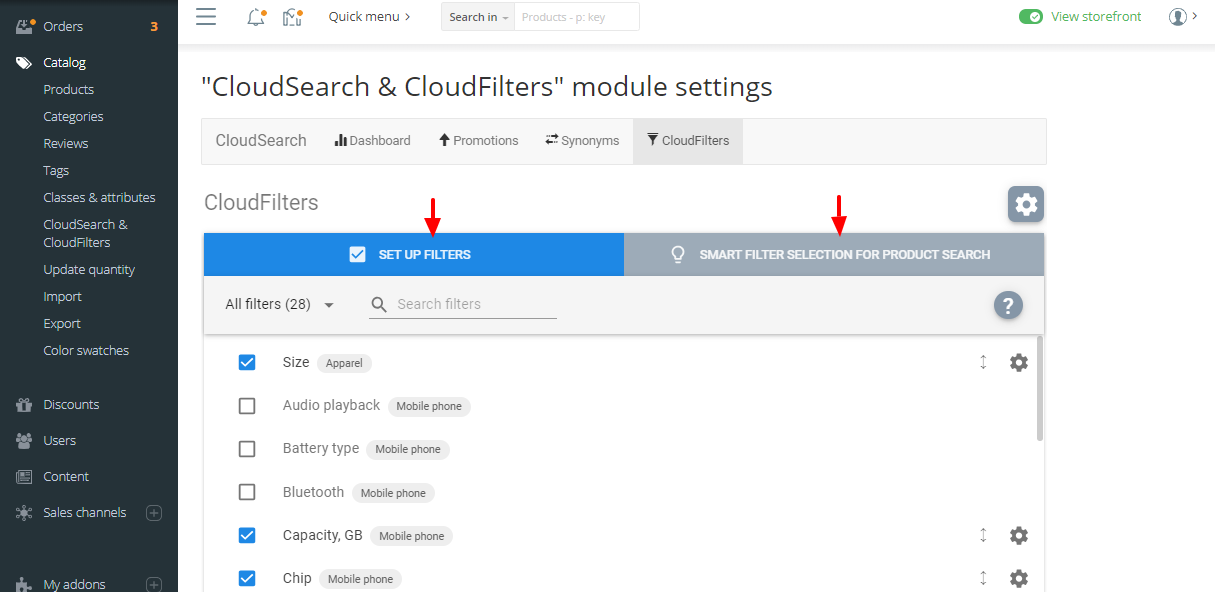 Orders 3
Catalog
Products
Categories
Reviews
Tags
Classes & attributes
CloudSearch &
CloudFilters
Update quantity
Import
Export
Color swatches
Discounts
Users
Content
Sales channels
My addons
Quick menu
Search in
Products - p: key
View storefront
"CloudSearch & CloudFilters" module settings
CloudSearch Dashboard Promotions Synonyms CloudFilters
CloudFilters
SET UP FILTERS SMART FILTER SELECTION FOR PRODUCT SEARCH
All filters (28) Search filters ?
Size Apparel
Audio playback Mobile phone
Battery type Mobile phone
Bluetooth Mobile phone
Capacity, GB Mobile phone
Chip Mobile phone